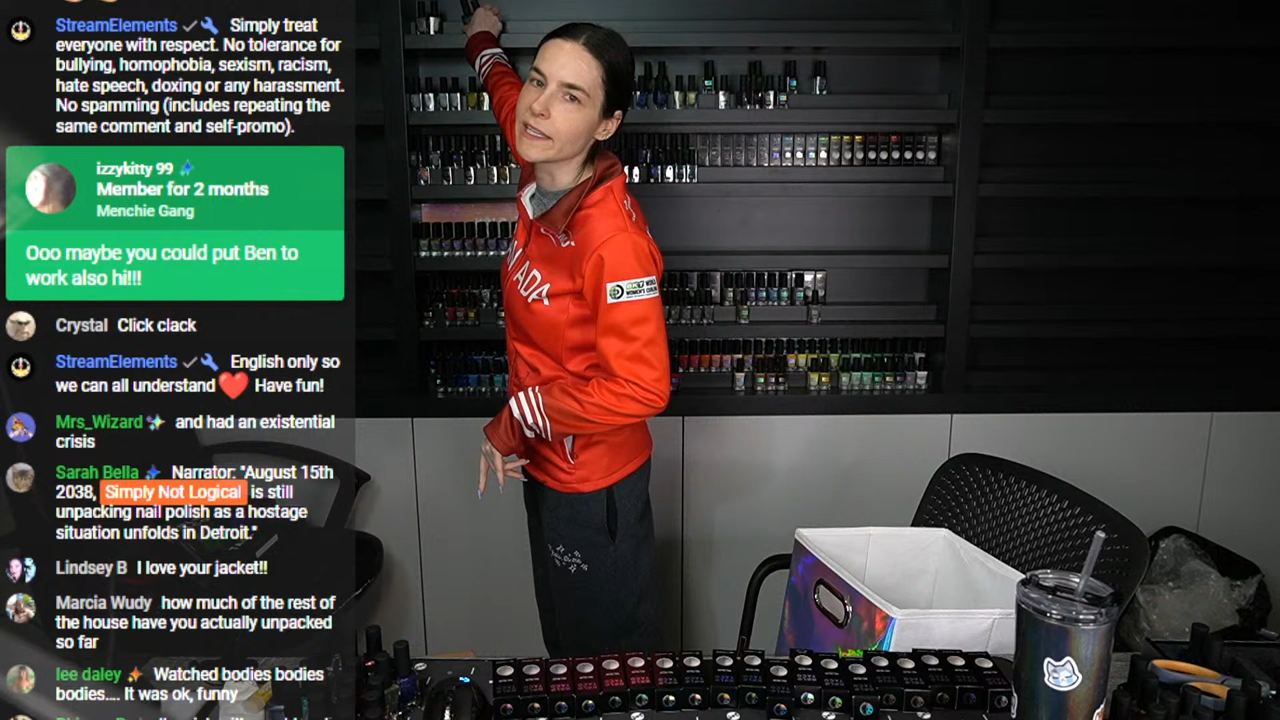 StreamElements Simply treat
everyone with respect. No tolerance for
bullying, homophobia, sexism, racism,
hate speech, doxing or any harassment.
No spamming (includes repeating the
same comment and self-promo).
izzykitty 99
Member for 2 months
Menchie Gang
Ooo maybe you could put Ben to
work also hi!!!
Crystal Click clack
StreamElements English only so
we can all understand Have fun!
Mrs_Wizard and had an existential
crisis
Sarah Bella Narrator: "August 15th
2038, Simply Not Logical is still
unpacking nail polish as a hostage
situation unfolds in Detroit."
Lindsey B I love your jacket!!
Marcia Wudy how much of the rest of
the house have you actually unpacked
so far
lee daley Watched bodies bodies
bodies.... It was ok, funny